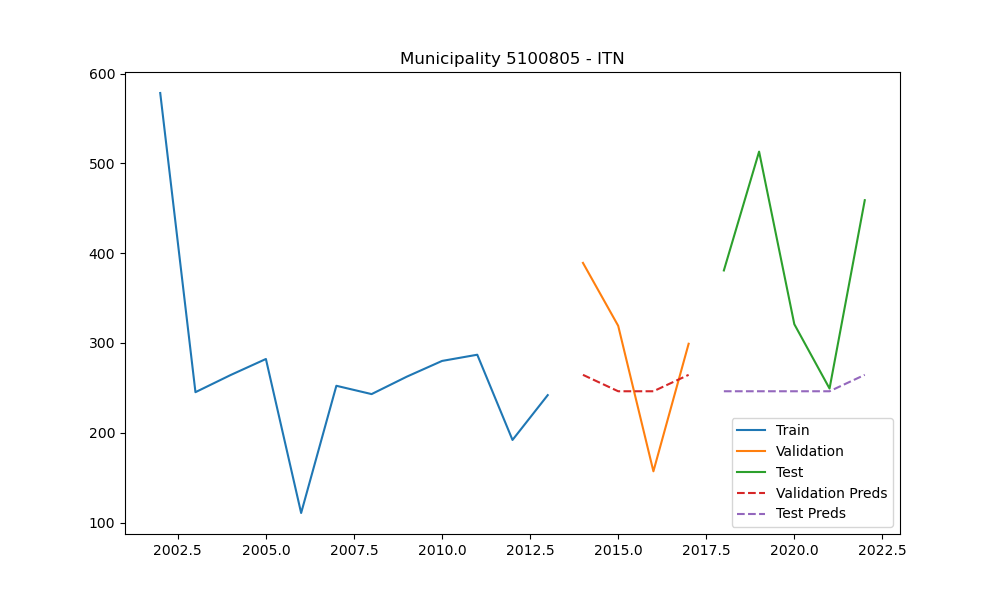 Municipality 5100805 - ITN
600
500
400
300
200
100
2002.5 2005.0 2007.5 2010.0 2012.5 2015.0 2017.5 2020.0 2022.5
Train
Validation
Test
Validation Preds
Test Preds